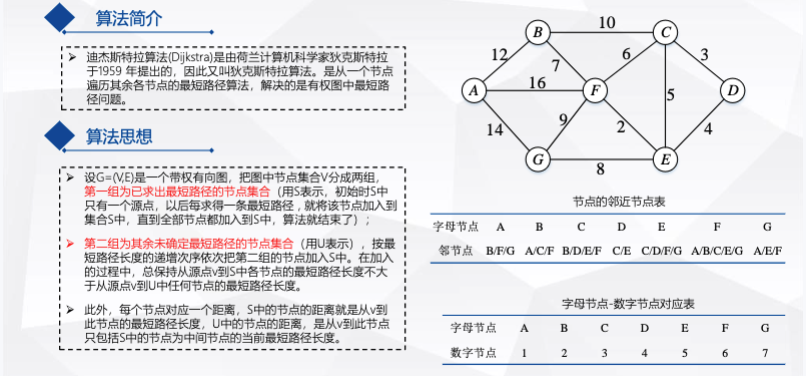 算法简介
➢ 迪杰斯特拉算法(Dijkstra)是由荷兰计算机科学家狄克斯特拉
于1959 年提出的，因此又叫狄克斯特拉算法。是从一个节点
遍历其余各节点的最短路径算法，解决的是有权图中最短路
径问题。
算法思想
➢ 设G=(V,E)是一个带权有向图，把图中节点集合V分成两组，
第一组为已求出最短路径的节点集合（用S表示，初始时S中
只有一个源点，以后每求得一条最短路径，就将该节点加入到
集合S中，直到全部节点都加入到S中，算法就结束了）；
➢ 第二组为其余未确定最短路径的节点集合（用U表示），按最
短路径长度的递增次序依次把第二组的节点加入S中。在加入
的过程中，总保持从源点v到S中各节点的最短路径长度不大
于从源点v到U中任何节点的最短路径长度。
➢ 此外，每个节点对应一个距离，S中的节点的距离就是从v到
此节点的最短路径长度，U中的节点的距离，是从v到此节点
只包括S中的节点为中间节点的当前最短路径长度。
B 10 C
12 7 6 3
A 16 F 5 D
14 9 2 4
G 8 E
节点的邻近节点表
字母节点 A B C D E F G
邻节点 B/F/G A/C/F B/D/E/F C/E C/D/F/G A/B/C/E/G A/E/F
字母节点-数字节点对应表
字母节点 A B C D E F G
数字节点 1 2 3 4 5 6 7